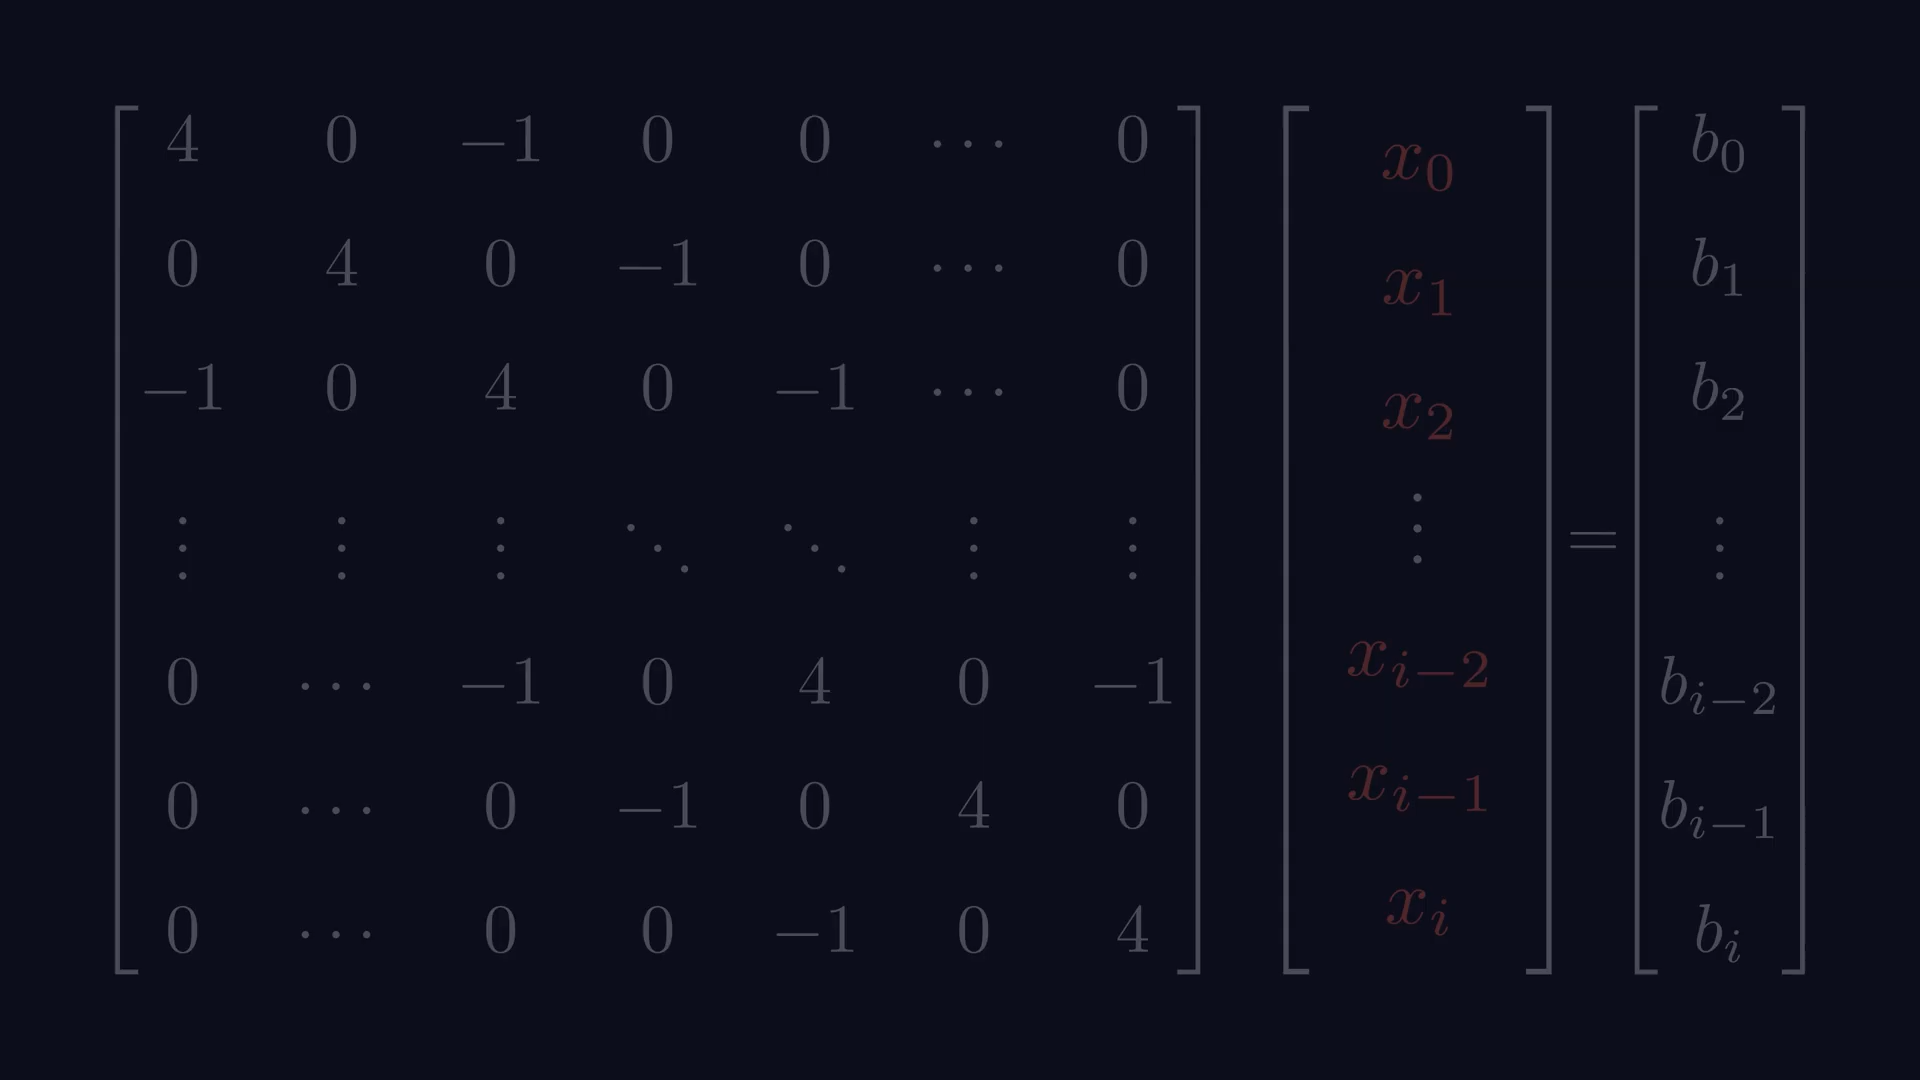 4 0 −1 0 0 ⋯ 0 x₀ b₀
0 4 0 −1 0 ⋯ 0 x₁ b₁
−1 0 4 0 −1 ⋯ 0 x₂ b₂
⋮ ⋮ ⋮ ⋱ ⋱ ⋮ ⋮ ⋮ = ⋮
0 ⋯ −1 0 4 0 −1 xᵢ₋₂ bᵢ₋₂
0 ⋯ 0 −1 0 4 0 xᵢ₋₁ bᵢ₋₁
0 ⋯ 0 0 −1 0 4 xᵢ bᵢ